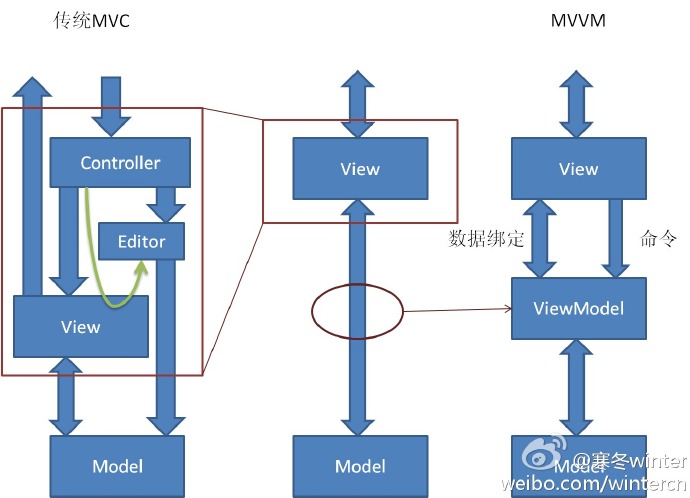 传统MVC
MVVM
Controller
View
View
Editor
数据绑定
命令
View
ViewModel
Model
Model
Model
@寒冬winter
weibo.com/wintercn